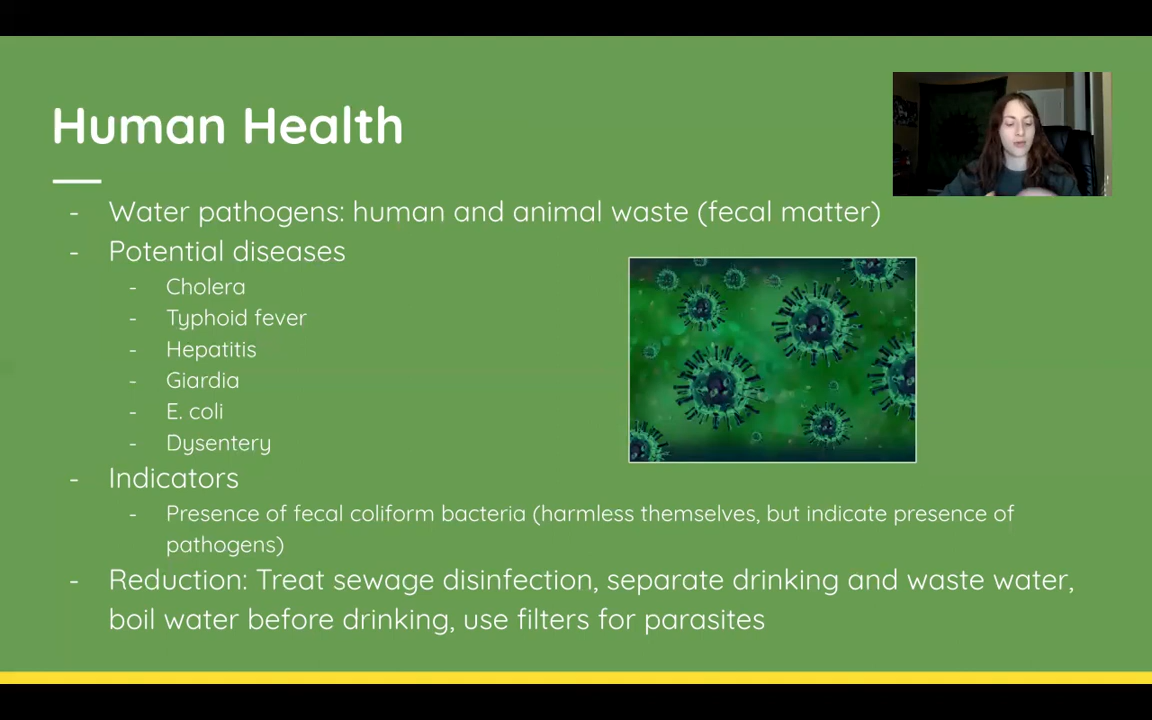 Human Health
- Water pathogens: human and animal waste (fecal matter)
- Potential diseases
- Cholera
- Typhoid fever
- Hepatitis
- Giardia
- E. coli
- Dysentery
- Indicators
- Presence of fecal coliform bacteria (harmless themselves, but indicate presence of
pathogens)
- Reduction: Treat sewage disinfection, separate drinking and waste water,
boil water before drinking, use filters for parasites